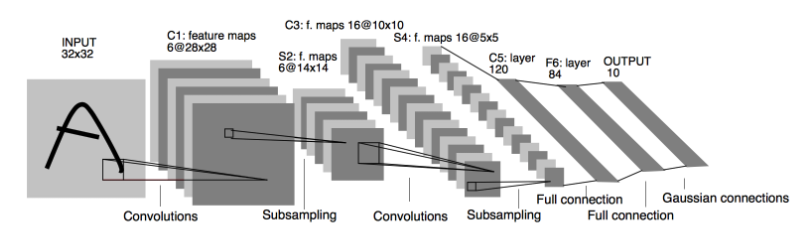 INPUT
32x32
C1: feature maps
6@28x28
S2: f. maps
6@14x14
C3: f. maps 16@10x10
S4: f. maps 16@5x5
C5: layer
120
F6: layer
84
OUTPUT
10
Convolutions
Subsampling
Convolutions
Subsampling
Full connection
Full connection
Gaussian connections